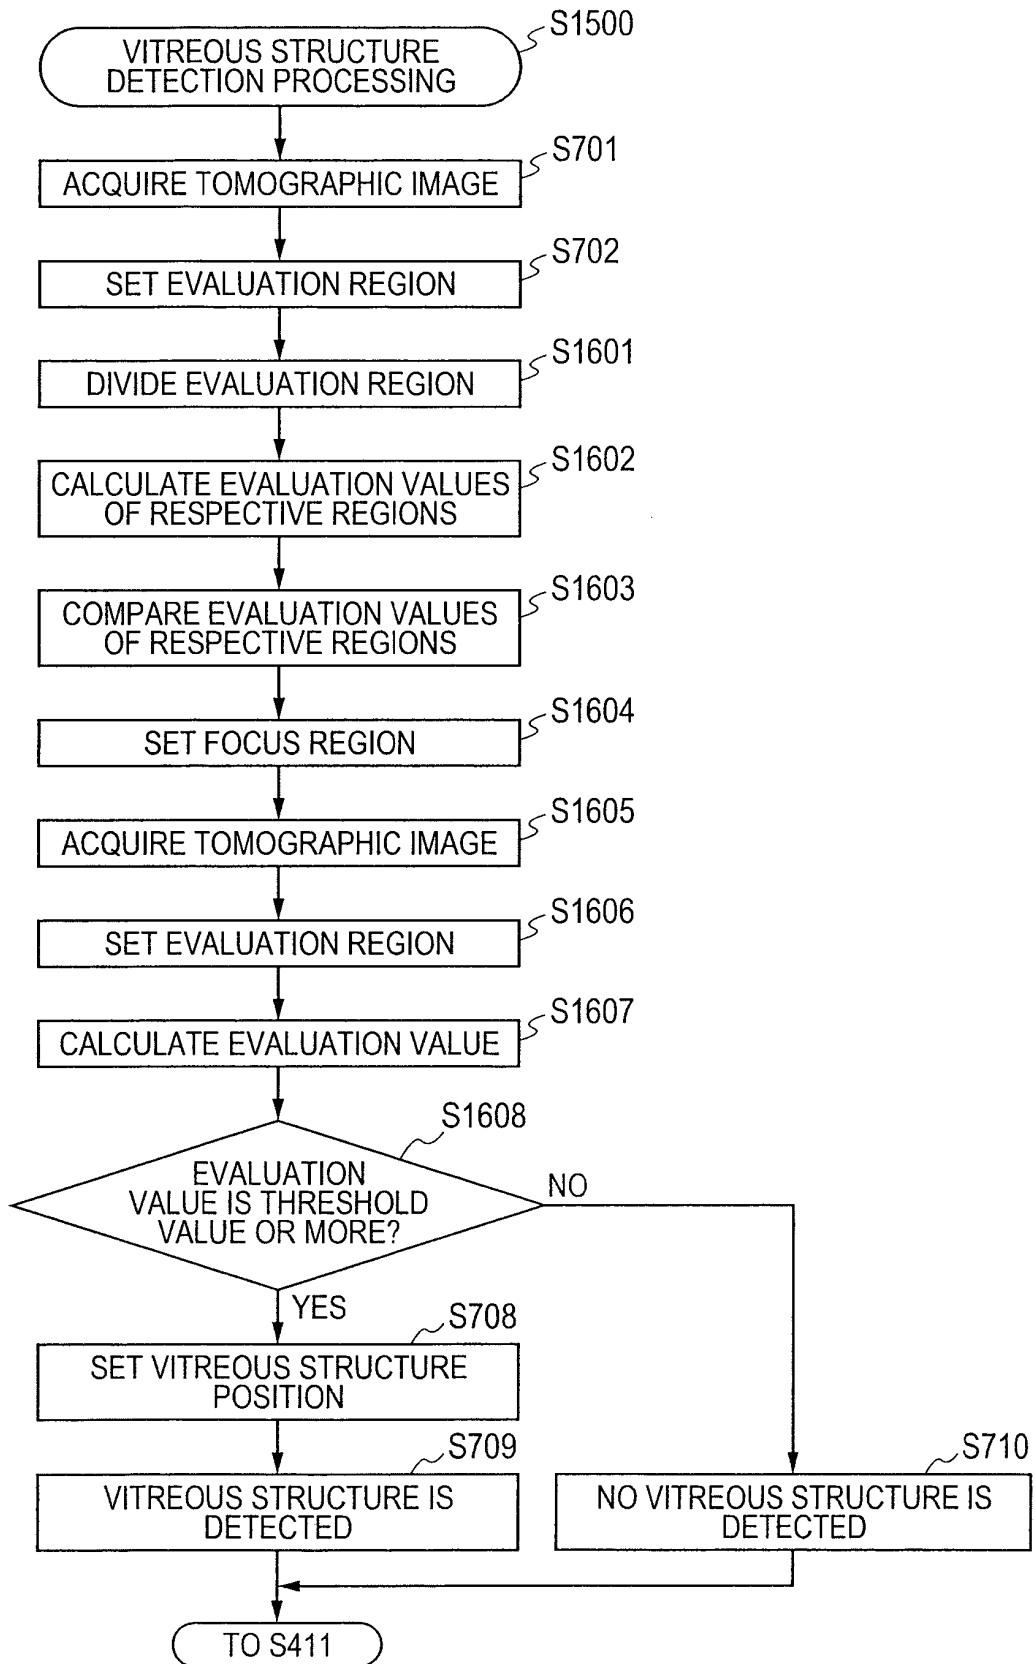 S1500
VITREOUS STRUCTURE
DETECTION PROCESSING
S701
ACQUIRE TOMOGRAPHIC IMAGE
S702
SET EVALUATION REGION
S1601
DIVIDE EVALUATION REGION
S1602
CALCULATE EVALUATION VALUES
OF RESPECTIVE REGIONS
S1603
COMPARE EVALUATION VALUES
OF RESPECTIVE REGIONS
S1604
SET FOCUS REGION
S1605
ACQUIRE TOMOGRAPHIC IMAGE
S1606
SET EVALUATION REGION
S1607
CALCULATE EVALUATION VALUE
S1608
EVALUATION
VALUE IS THRESHOLD
VALUE OR MORE?
NO
YES
S708
SET VITREOUS STRUCTURE
POSITION
S709
VITREOUS STRUCTURE IS
DETECTED
S710
NO VITREOUS STRUCTURE IS
DETECTED
TO S411